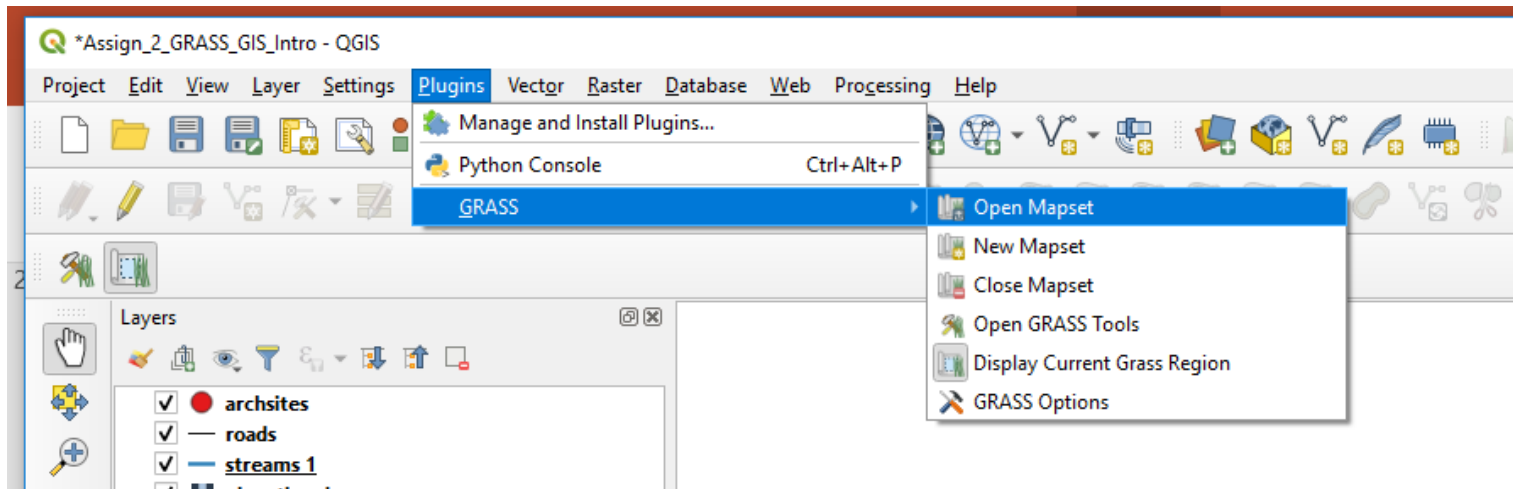 *Assign_2_GRASS_GIS_Intro - QGIS
Project Edit View Layer Settings Plugins Vector Raster Database Web Processing Help
Manage and Install Plugins...
Python Console Ctrl+Alt+P
GRASS
Open Mapset
New Mapset
Close Mapset
Open GRASS Tools
Display Current Grass Region
GRASS Options
2
Layers
archsites
roads
streams 1